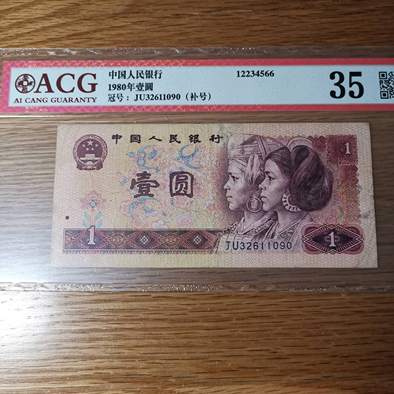 ACG
AI CANG GUARANTY
中国人民银行
1980年壹圆
冠号：JU32611090（补号）
12234566
35
中国人民银行
壹圆
1
1
1
JU32611090